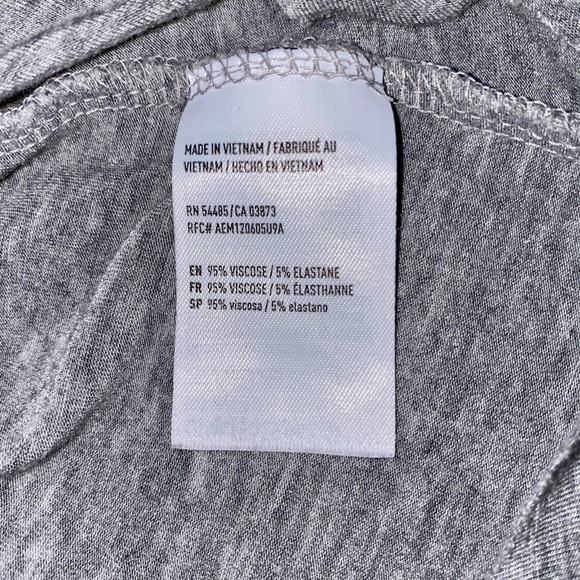 MADE IN VIETNAM / FABRIQUÉ AU
VIETNAM / HECHO EN VIETNAM
RN 54485/CA 03873
RFC# AEM120605U9A
EN 95% VISCOSE / 5% ELASTANE
FR 95% VISCOSE / 5% ÉLASTHANNE
SP 95% viscosa / 5% elastano